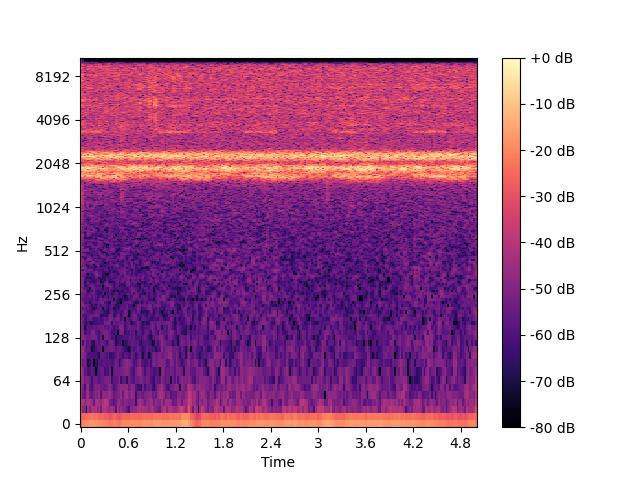 8192
4096
2048
1024
512
256
128
64
0
Hz
0 0.6 1.2 1.8 2.4 3 3.6 4.2 4.8
Time
+0 dB
-10 dB
-20 dB
-30 dB
-40 dB
-50 dB
-60 dB
-70 dB
-80 dB